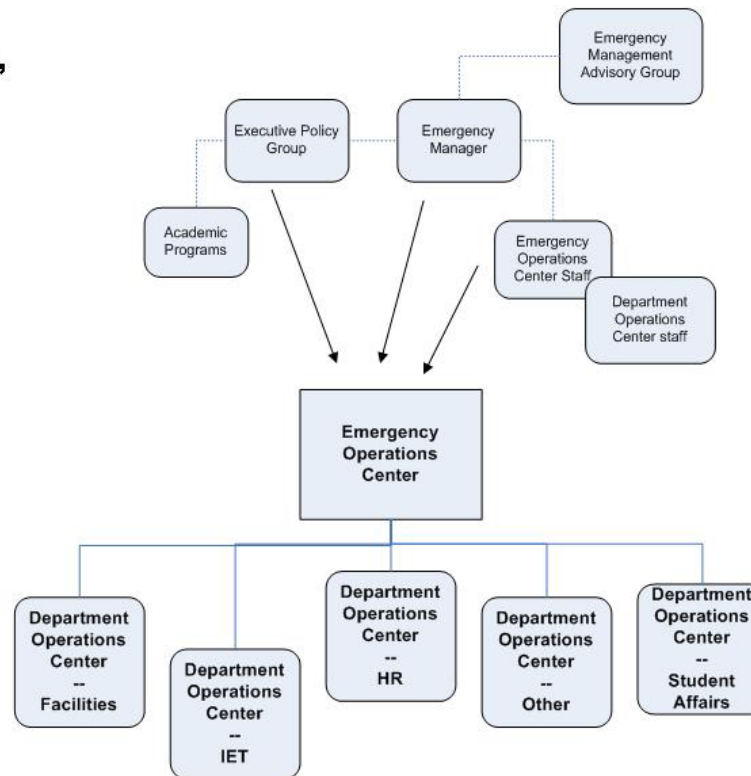 ,
Emergency
Management
Advisory Group
Executive Policy
Group
Emergency
Manager
Academic
Programs
Emergency
Operations
Center Staff
Department
Operations
Center staff
Emergency
Operations
Center
Department
Operations
Center
--
Facilities
Department
Operations
Center
--
IET
Department
Operations
Center
--
HR
Department
Operations
Center
--
Other
Department
Operations
Center
--
Student
Affairs